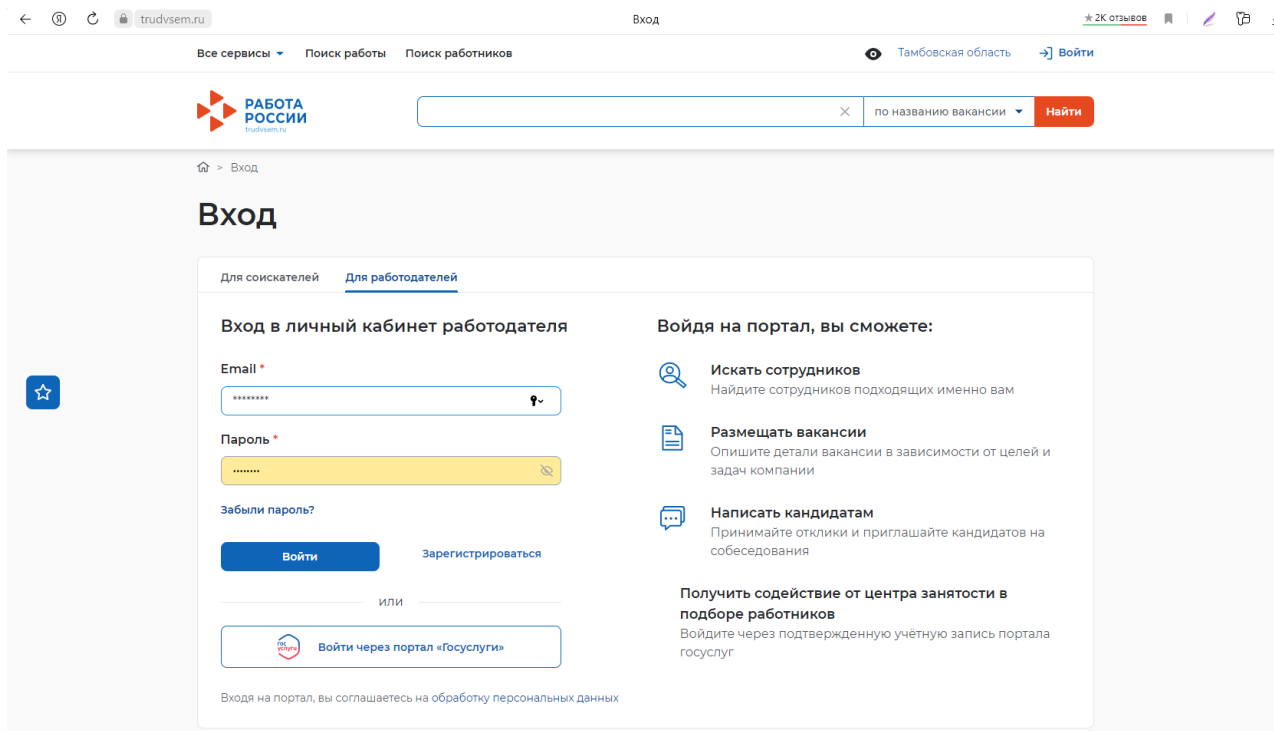 Я
trudvsem.ru
Вход
★ 2K отзывов
Все сервисы
Поиск работы
Поиск работников
Тамбовская область
Войти
РАБОТА
РОССИИ
trudvsem.ru
по названию вакансии
Найти
> Вход
Вход
Для соискателей
Для работодателей
Вход в личный кабинет работодателя
Email *
********
Пароль *
••••••••
Забыли пароль?
Войти
Зарегистрироваться
или
гос
услуги
Войти через портал «Госуслуги»
Входя на портал, вы соглашаетесь на обработку персональных данных
Войдя на портал, вы сможете:
Искать сотрудников
Найдите сотрудников подходящих именно вам
Размещать вакансии
Опишите детали вакансии в зависимости от целей и
задач компании
Написать кандидатам
Принимайте отклики и приглашайте кандидатов на
собеседования
Получить содействие от центра занятости в
подборе работников
Войдите через подтвержденную учётную запись портала
госуслуг